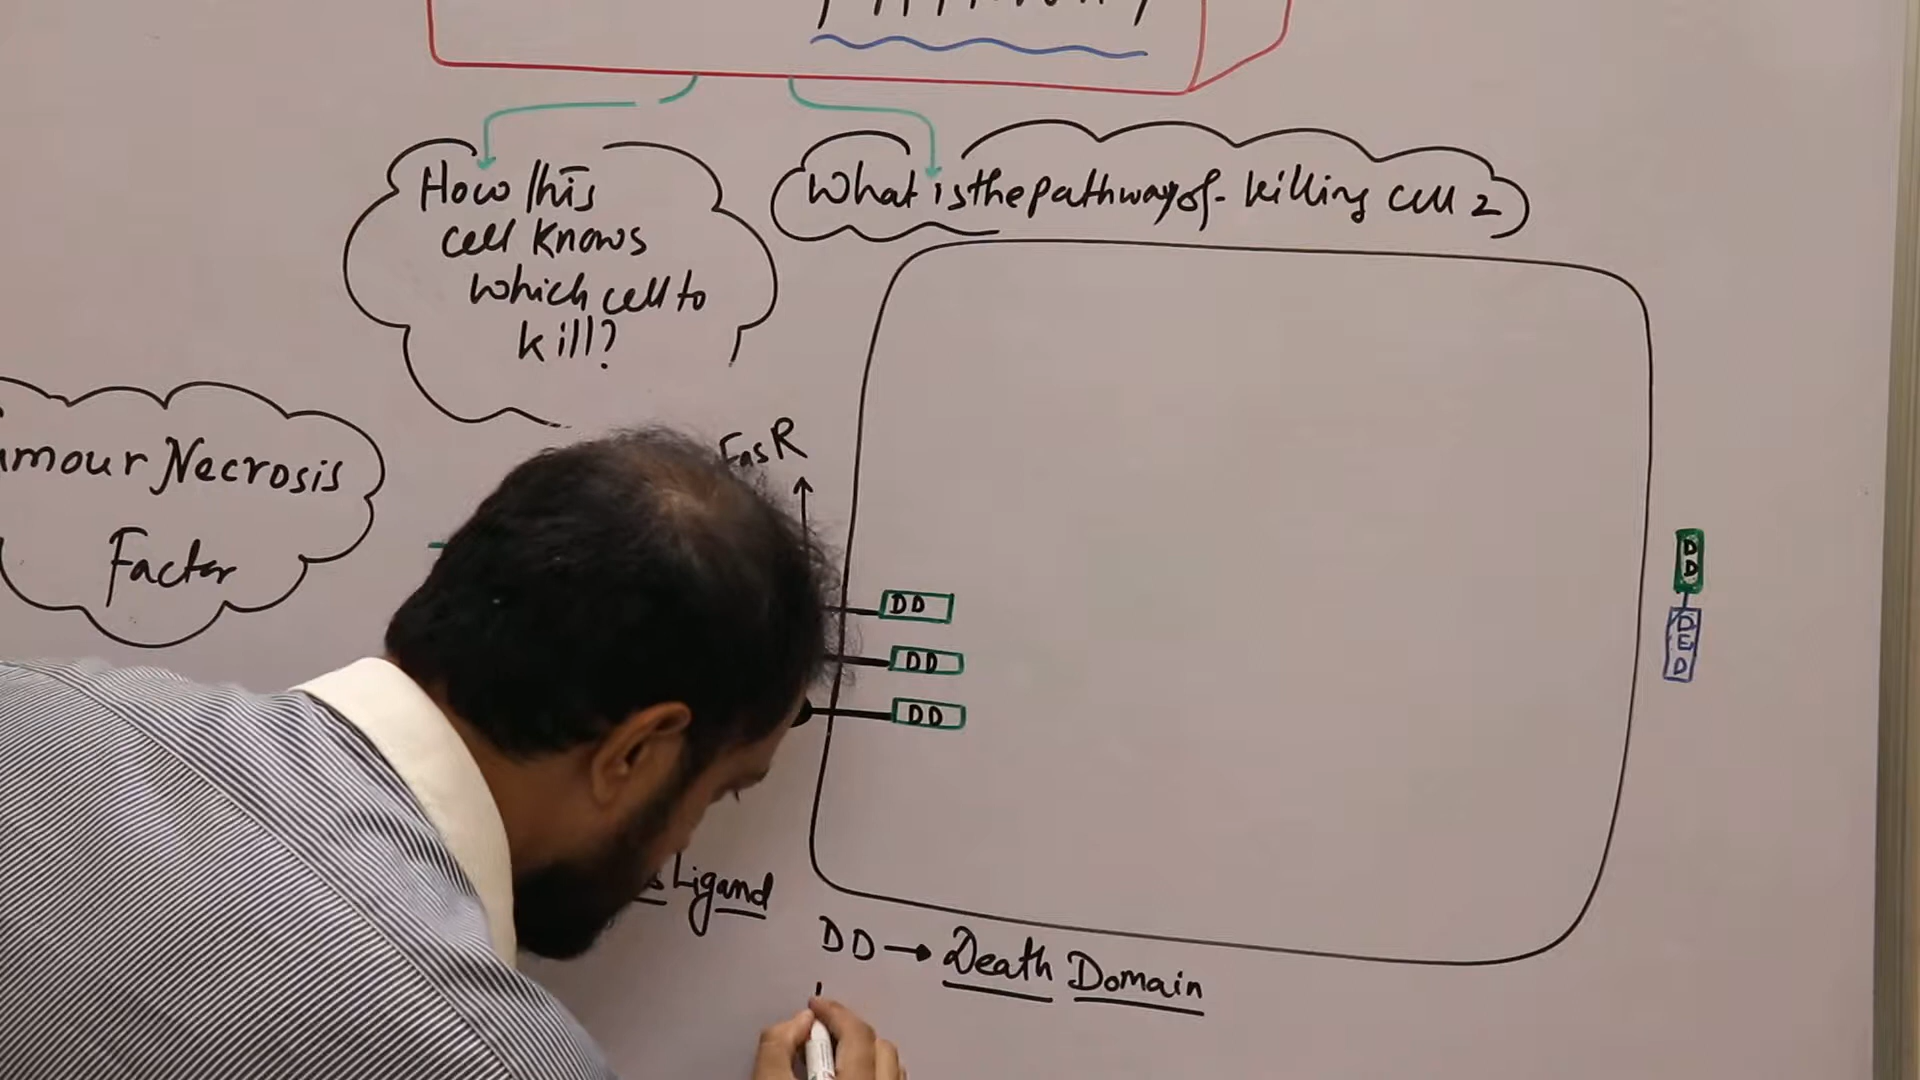 How this
cell knows
which cell to
kill?
What is the pathway of killing cell 2
Necrosis
Factor
FasR
DD
DD
DD
DD
DED
Ligand
DD → Death Domain